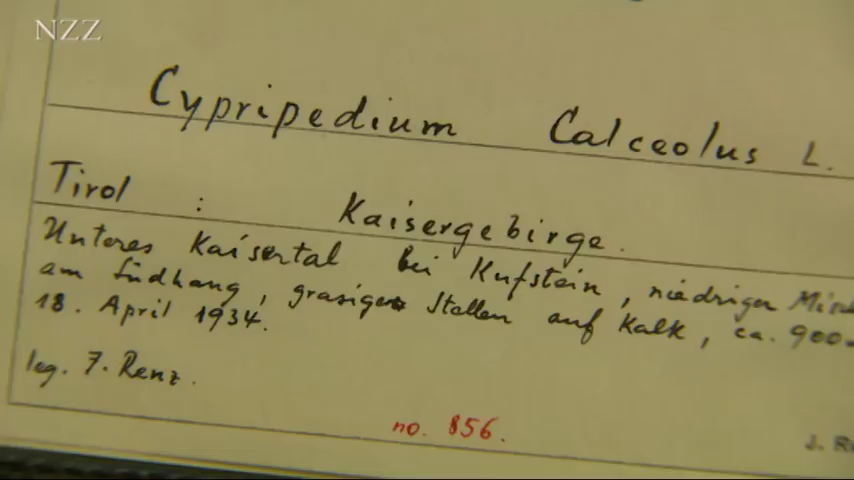 NZZ
Cypripedium Calceolus L.
Tirol : Kaisergebirge.
Unteres Kaisertal bei Kufstein, niedriger
am Südhang, grasige Stellen auf Kalk, ca. 900
18. April 1934.
leg. J. Renz.
no. 856.
J.